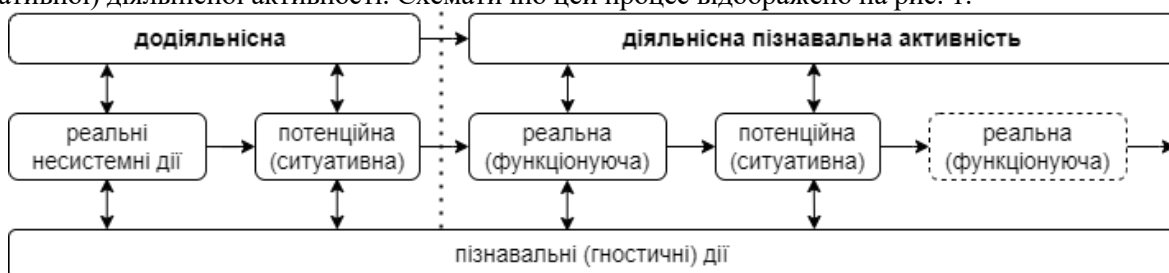 діяльнісної активності. Схематично цей процес відображено на рис. 1.
додіяльнісна
діяльнісна пізнавальна активність
реальні
несистемні дії
потенційна
(ситуативна)
реальна
(функціонуюча)
потенційна
(ситуативна)
реальна
(функціонуюча)
пізнавальні (гностичні) дії